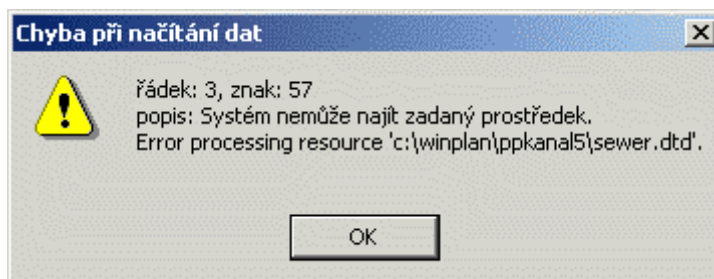 Chyba při načítání dat
řádek: 3, znak: 57
popis: Systém nemůže najít zadaný prostředek.
Error processing resource 'c:\winplan\ppkanal5\sewer.dtd'.
OK